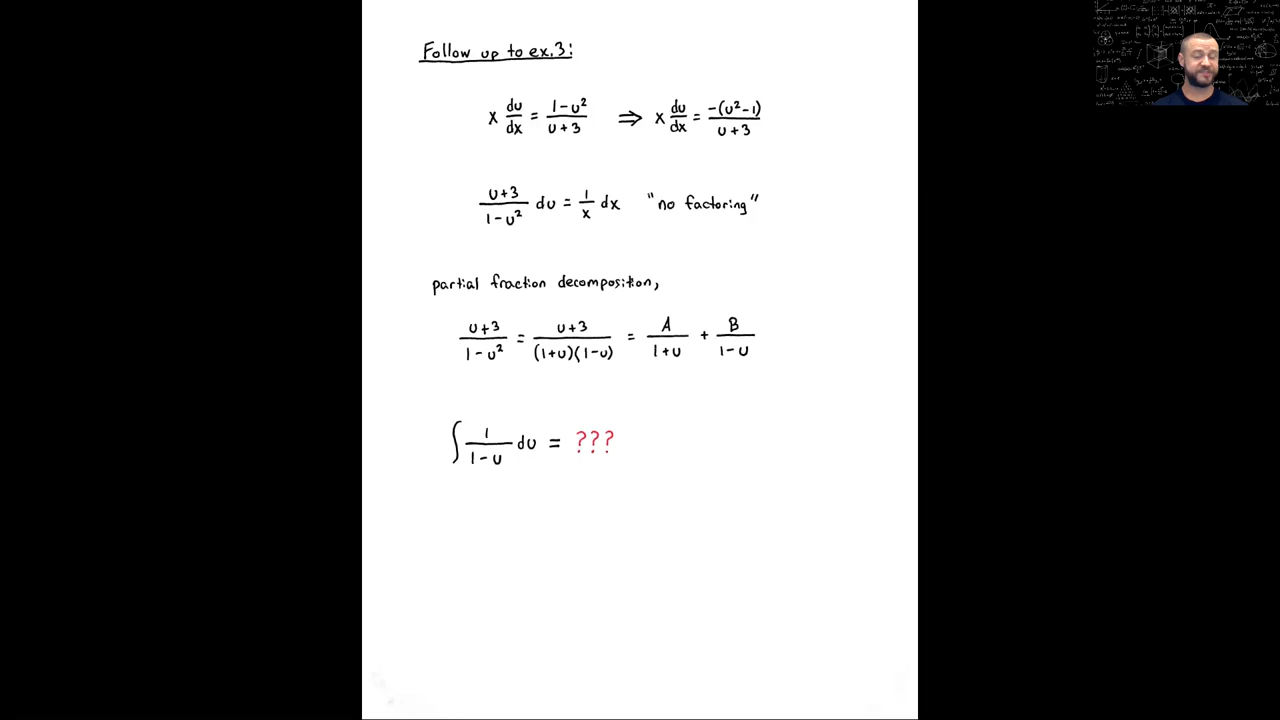 Follow up to ex.3:
x du/dx = (1-u²)/(u+3) ⇒ x du/dx = -(u²-1)/(u+3)
(u+3)/(1-u²) du = 1/x dx "no factoring"
partial fraction decomposition,
(u+3)/(1-u²) = (u+3)/((1+u)(1-u)) = A/(1+u) + B/(1-u)
∫ 1/(1-u) du = ???